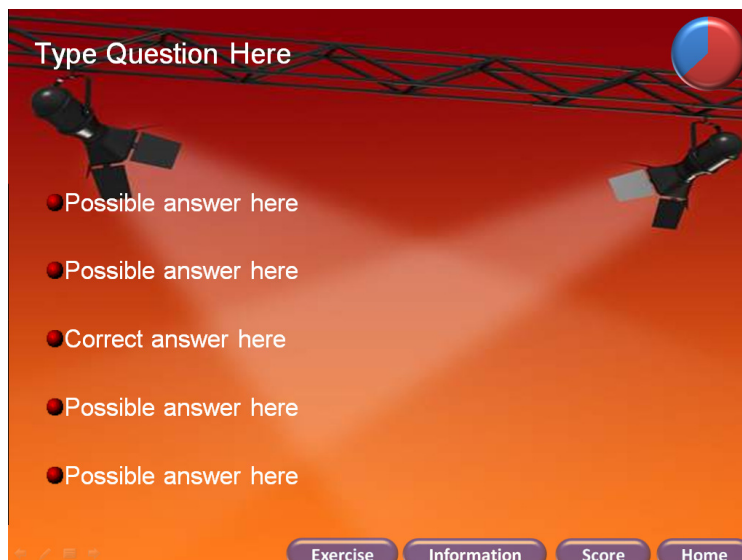 Type Question Here
Possible answer here
Possible answer here
Correct answer here
Possible answer here
Possible answer here
Exercise Information Score Home